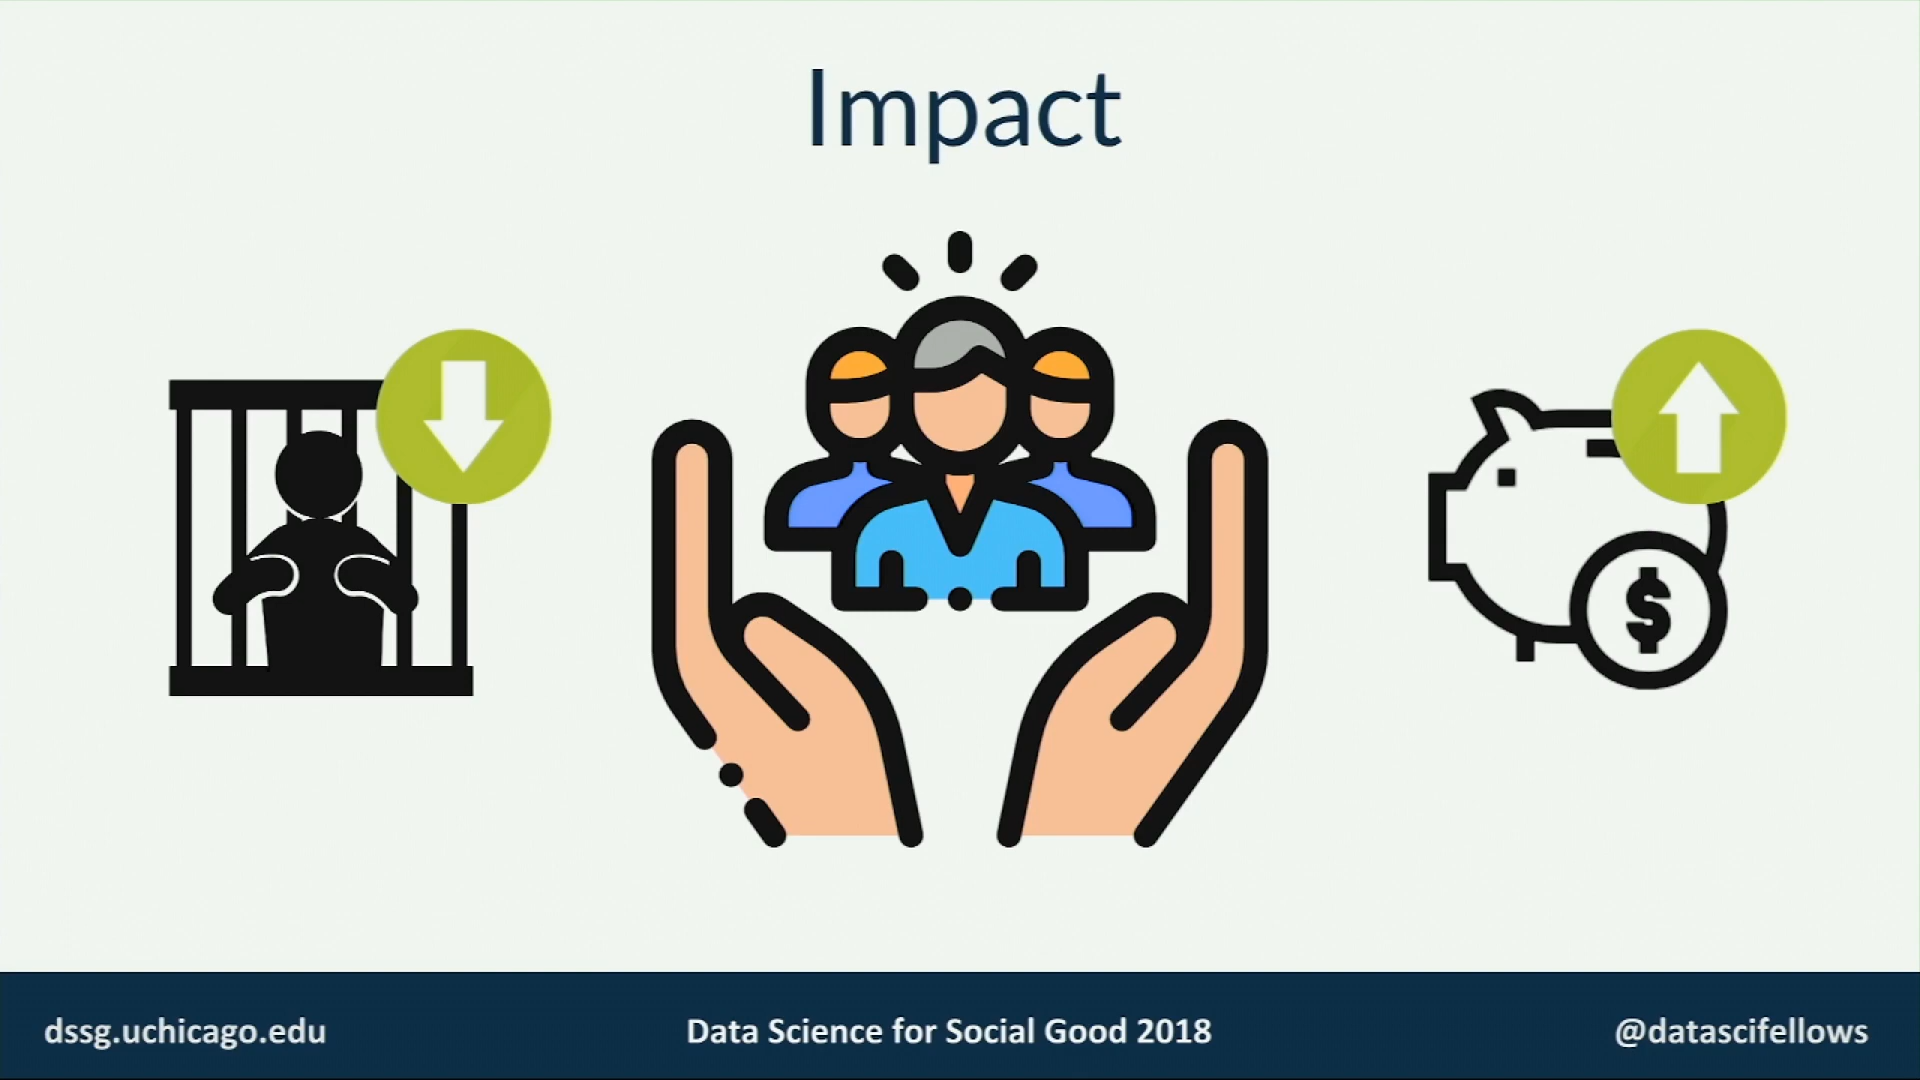 Impact
$
dssg.uchicago.edu
Data Science for Social Good 2018
@datascifellows